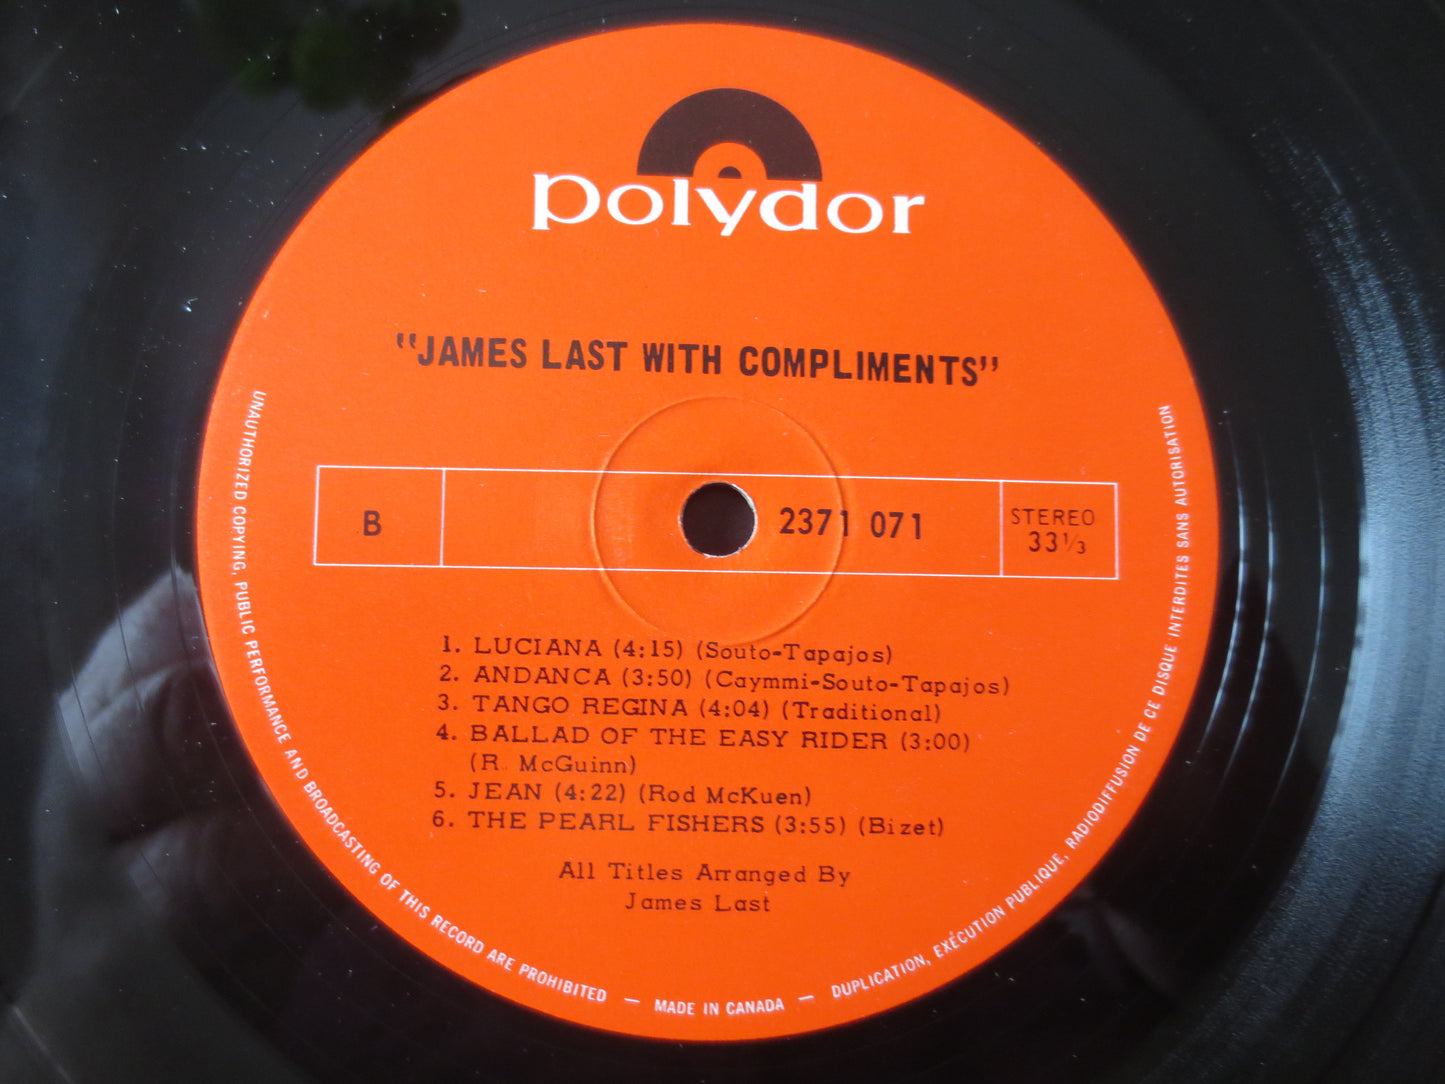 polydor
"JAMES LAST WITH COMPLIMENTS"
B
2371 071
STEREO
33⅓
1. LUCIANA (4:15) (Souto-Tapajos)
2. ANDANCA (3:50) (Caymmi-Souto-Tapajos)
3. TANGO REGINA (4:04) (Traditional)
4. BALLAD OF THE EASY RIDER (3:00)
(R. McGuinn)
5. JEAN (4:22) (Rod McKuen)
6. THE PEARL FISHERS (3:55) (Bizet)
All Titles Arranged By
James Last
UNAUTHORIZED COPYING, PUBLIC PERFORMANCE AND BROADCASTING OF THIS RECORD ARE PROHIBITED — MADE IN CANADA — DUPLICATION, EXÉCUTION PUBLIQUE, RADIODIFFUSION DE CE DISQUE INTERDITES SANS AUTORISATION